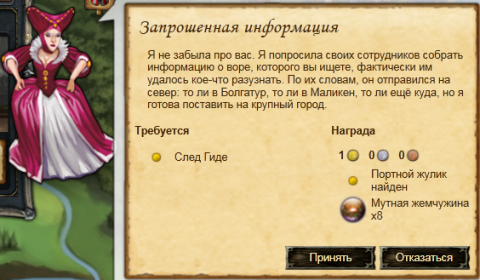 Запрошенная информация
Я не забыла про вас. Я попросила своих сотрудников собрать
информацию о воре, которого вы ищете, фактически им
удалось кое-что разузнать. По их словам, он отправился на
север: то ли в Болгатур, то ли в Маликен, то ли ещё куда, но я
готова поставить на крупный город.
Требуется
След Гиде
Награда
1 0 0
Портной жулик
найден
Мутная жемчужина
x8
Принять Отказаться